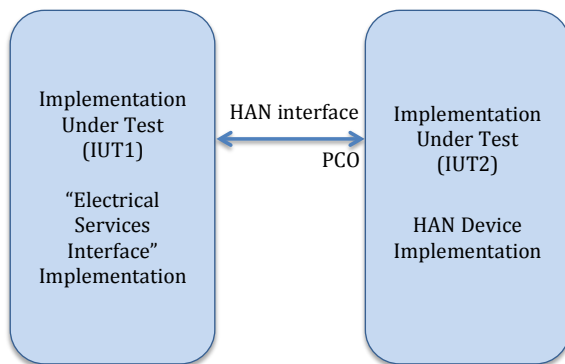 Implementation
Under Test
(IUT1)
“Electrical
Services
Interface”
Implementation
HAN interface
PCO
Implementation
Under Test
(IUT2)
HAN Device
Implementation